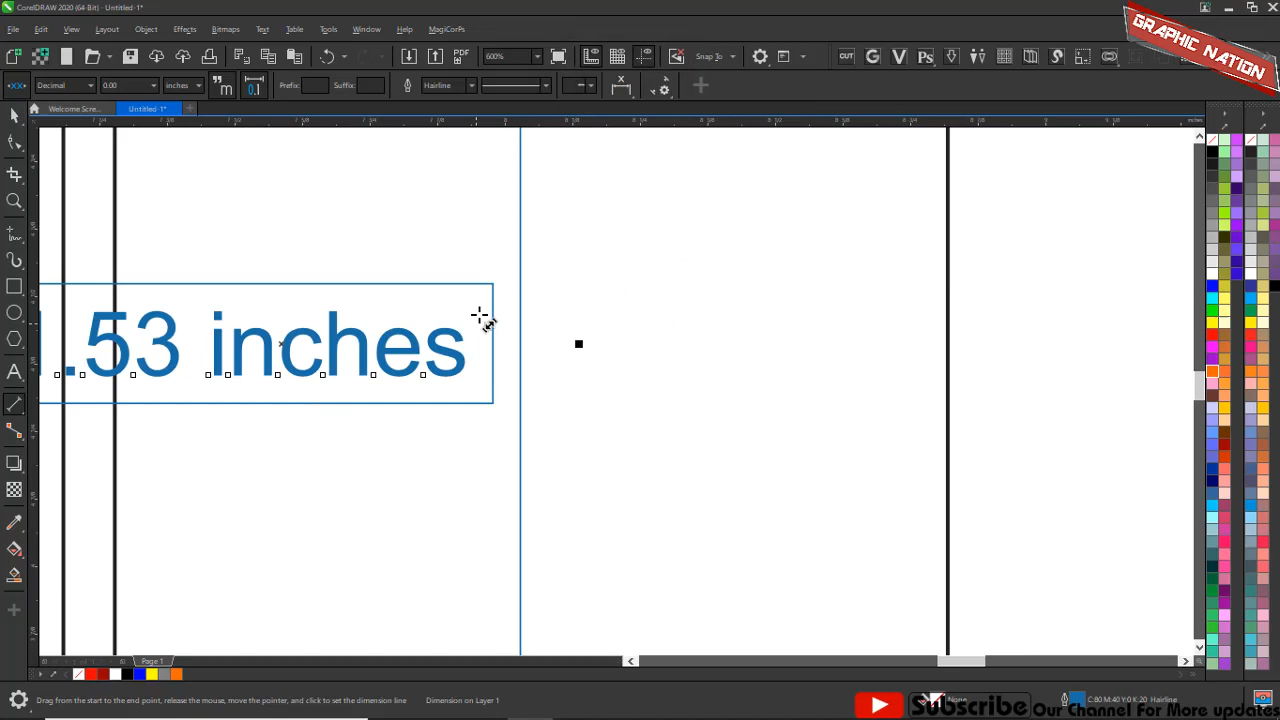 CorelDRAW 2020 (64-Bit) - Untitled-1*
GRAPHIC NATION
File Edit View Layout Object Effects Bitmaps Text Table Tools Window Help MagiCorps
PDF 600% Snap To CUT
Decimal 0.00 inches Prefix: Suffix: Hairline
Welcome Scre... Untitled-1*
inches
.53 inches
Page 1
Drag from the start to the end point, release the mouse, move the pointer, and click to set the dimension line Dimension on Layer 1 None C:80 M:40 Y:0 K:20 Hairline
Subscribe Our Channel For More updates